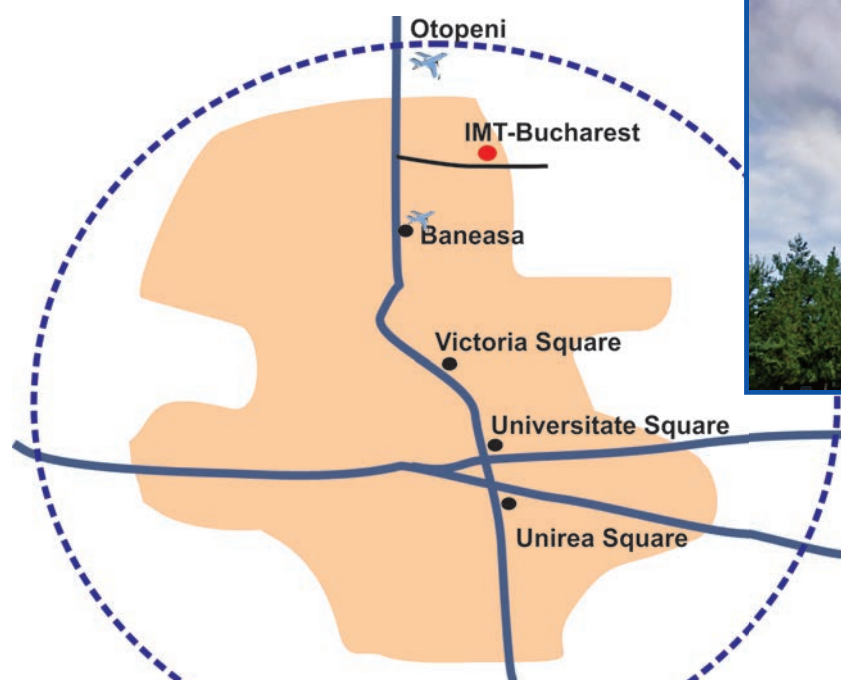 Otopeni
IMT-Bucharest
Baneasa
Victoria Square
Universitate Square
Unirea Square